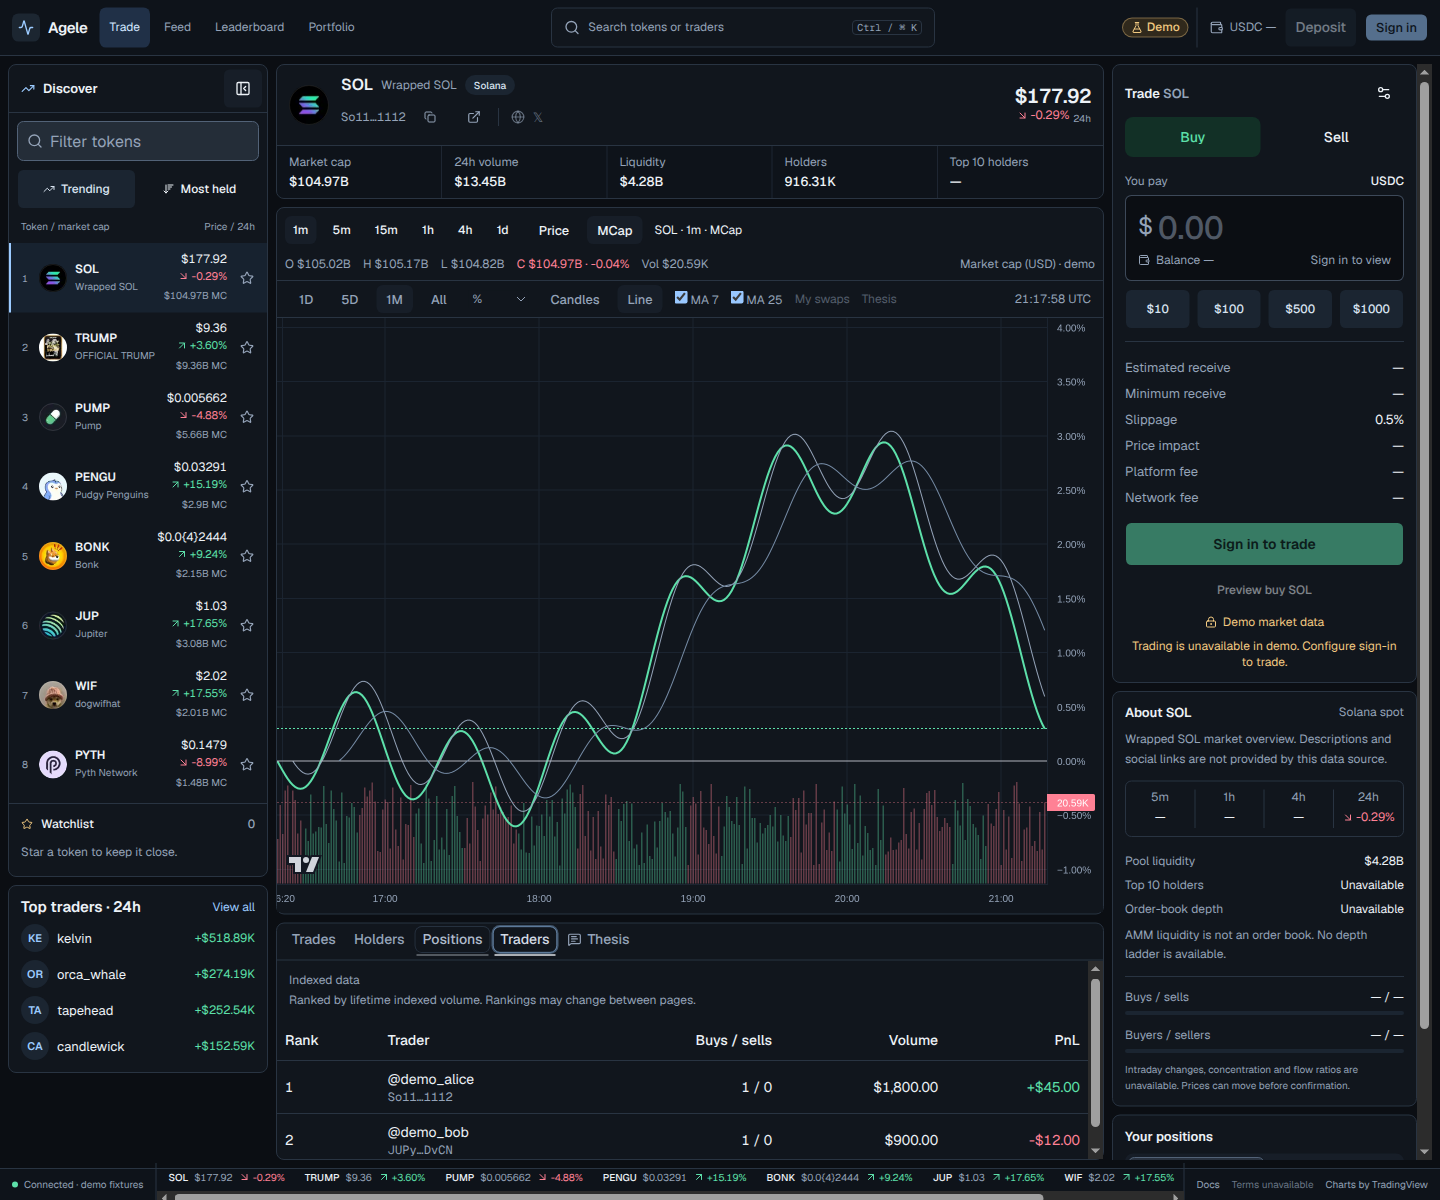 Agele
Trade
Feed
Leaderboard
Portfolio
Search tokens or traders
Ctrl / ⌘ K
Demo
USDC —
Deposit
Sign in
Discover
Filter tokens
Trending
Most held
Token / market cap
Price / 24h
1
SOL
Wrapped SOL
$177.92
↘ -0.29%
$104.97B MC
2
TRUMP
OFFICIAL TRUMP
$9.36
↗ +3.60%
$9.36B MC
3
PUMP
Pump
$0.005662
↘ -4.88%
$5.66B MC
4
PENGU
Pudgy Penguins
$0.03291
↗ +15.19%
$2.9B MC
5
BONK
Bonk
$0.0{4}2444
↗ +9.24%
$2.15B MC
6
JUP
Jupiter
$1.03
↗ +17.65%
$3.08B MC
7
WIF
dogwifhat
$2.02
↗ +17.55%
$2.01B MC
8
PYTH
Pyth Network
$0.1479
↘ -8.99%
$1.48B MC
Watchlist
0
Star a token to keep it close.
Top traders · 24h
View all
KE kelvin +$518.89K
OR orca_whale +$274.19K
TA tapehead +$252.54K
CA candlewick +$152.59K
SOL Wrapped SOL Solana
So11…1112
𝕏
$177.92
↘ -0.29% 24h
Market cap
$104.97B
24h volume
$13.45B
Liquidity
$4.28B
Holders
916.31K
Top 10 holders
—
1m 5m 15m 1h 4h 1d Price MCap SOL · 1m · MCap
O $105.02B H $105.17B L $104.82B C $104.97B · -0.04% Vol $20.59K
Market cap (USD) · demo
1D 5D 1M All % Candles Line MA 7 MA 25 My swaps Thesis
21:17:58 UTC
4.00%
3.50%
3.00%
2.50%
2.00%
1.50%
1.00%
0.50%
0.00%
20.59K
−0.50%
−1.00%
6:20 17:00 18:00 19:00 20:00 21:00
Trades Holders Positions Traders Thesis
Indexed data
Ranked by lifetime indexed volume. Rankings may change between pages.
Rank Trader Buys / sells Volume PnL
1 @demo_alice 1 / 0 $1,800.00 +$45.00
So11…1112
2 @demo_bob 1 / 0 $900.00 -$12.00
JUPy…DvCN
Trade SOL
Buy
Sell
You pay
USDC
$ 0.00
Balance —
Sign in to view
$10 $100 $500 $1000
Estimated receive —
Minimum receive —
Slippage 0.5%
Price impact —
Platform fee —
Network fee —
Sign in to trade
Preview buy SOL
Demo market data
Trading is unavailable in demo. Configure sign-in
to trade.
About SOL
Solana spot
Wrapped SOL market overview. Descriptions and
social links are not provided by this data source.
5m 1h 4h 24h
— — — ↘ -0.29%
Pool liquidity $4.28B
Top 10 holders Unavailable
Order-book depth Unavailable
AMM liquidity is not an order book. No depth
ladder is available.
Buys / sells — / —
Buyers / sellers — / —
Intraday changes, concentration and flow ratios are
unavailable. Prices can move before confirmation.
Your positions
Connected · demo fixtures
SOL $177.92 ↘ -0.29%
TRUMP $9.36 ↗ +3.60%
PUMP $0.005662 ↘ -4.88%
PENGU $0.03291 ↗ +15.19%
BONK $0.0{4}2444 ↗ +9.24%
JUP $1.03 ↗ +17.65%
WIF $2.02 ↗ +17.55%
Docs
Terms unavailable
Charts by TradingView